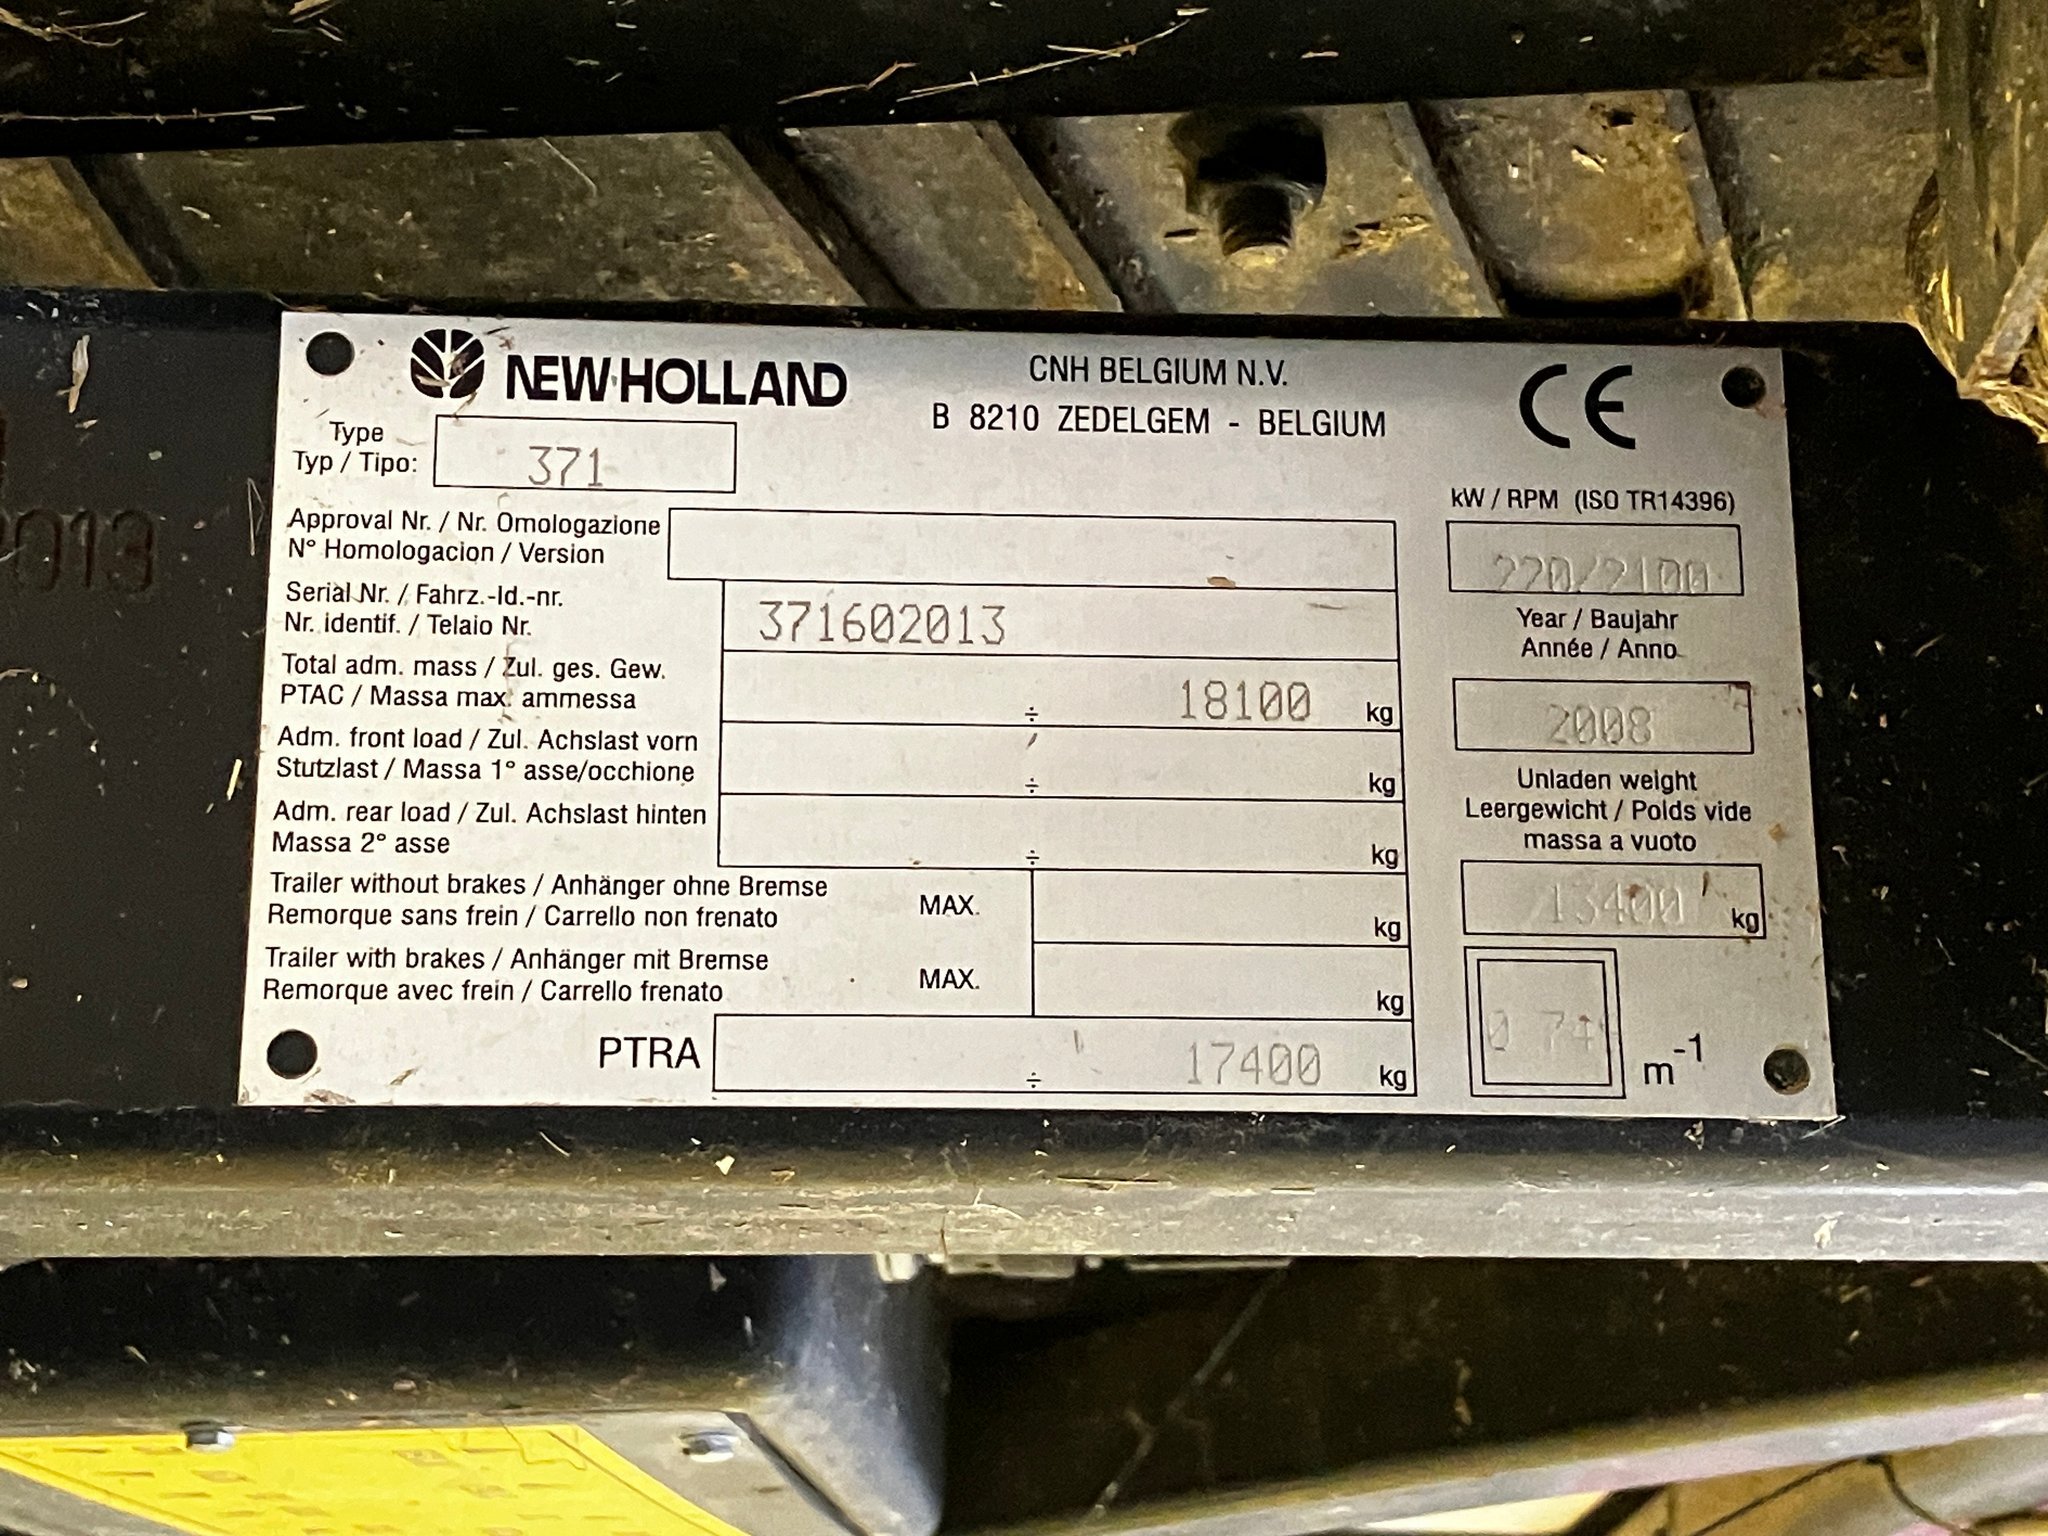 NEW HOLLAND
CNH BELGIUM N.V.
B 8210 ZEDELGEM - BELGIUM
CE
Type
Typ / Tipo:
371
Approval Nr. / Nr. Omologazione
N° Homologacion / Version
Serial Nr. / Fahrz.-Id.-nr.
Nr. identif. / Telaio Nr.
371602013
Total adm. mass / Zul. ges. Gew.
PTAC / Massa max. ammessa
÷ 18100 kg
Adm. front load / Zul. Achslast vorn
Stutzlast / Massa 1° asse/occhione
÷ kg
Adm. rear load / Zul. Achslast hinten
Massa 2° asse
÷ kg
Trailer without brakes / Anhänger ohne Bremse
Remorque sans frein / Carrello non frenato
MAX. kg
Trailer with brakes / Anhänger mit Bremse
Remorque avec frein / Carrello frenato
MAX. kg
PTRA ÷ 17400 kg
kW / RPM (ISO TR14396)
220/2100
Year / Baujahr
Année / Anno
2008
Unladen weight
Leergewicht / Polds vide
massa a vuoto
13400 kg
0 74
m-1
2013